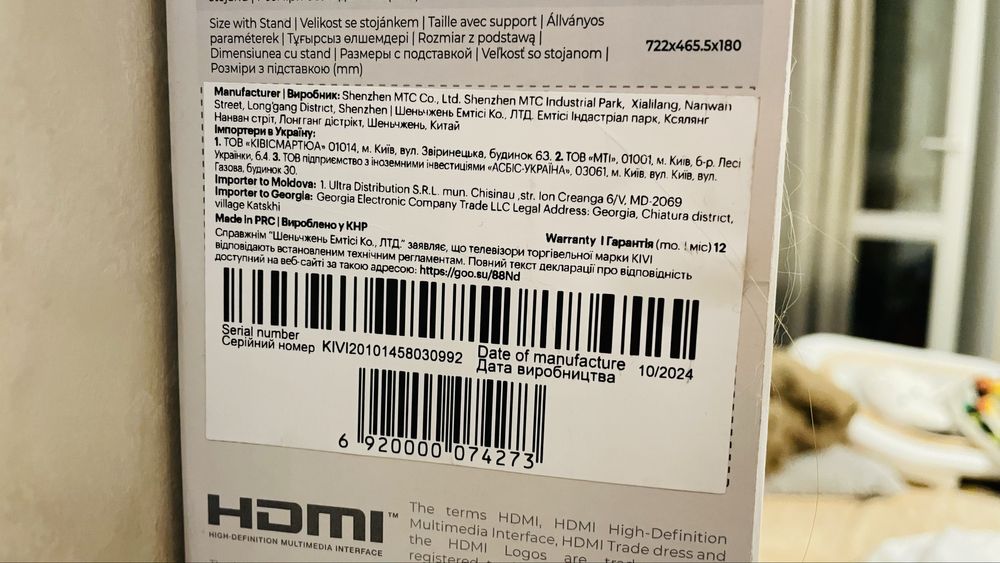 Size with Stand | Velikost se stojánkem | Taille avec support | Állványos
paraméterek | Тұғырсыз өлшемдері | Rozmiar z podstawą |
Dimensiunea cu stand | Размеры с подставкой | Veľkosť so stojanom |
Розміри з підставкою (mm)
722x465.5x180
Manufacturer | Виробник: Shenzhen MTC Co., Ltd. Shenzhen MTC Industrial Park, Xialilang, Nanwan
Street, Long'gang District, Shenzhen | Шеньчжень Емтісі Ко., ЛТД. Емтісі Індастріал парк, Ксялянг
Нанван стріт, Лонгганг дістрікт, Шеньчжень, Китай
Імпортери в Україну:
1. ТОВ «КІВІСМАРТЮА» 01014, м. Київ, вул. Звіринецька, будинок 63. 2. ТОВ «МТІ», 01001, м. Київ, б-р. Лесі
Українки, б.4. 3. ТОВ підприємство з іноземними інвестиціями «АСБІС-УКРАЇНА», 03061, м. Київ, вул. Київ, вул.
Газова, будинок 30.
Importer to Moldova: 1. Ultra Distribution S.R.L. mun. Chisinau ,str. Ion Creanga 6/V, MD-2069
Importer to Georgia: Georgia Electronic Company Trade LLC Legal Address: Georgia, Chiatura district,
village Katskhi
Made in PRC | Вироблено у КНР
Warranty | Гарантія (mo. | міс) 12
Справжнім "Шеньчжень Емтісі Ко., ЛТД." заявляє, що телевізори торгівельної марки KIVI
відповідають встановленим технічним регламентам. Повний текст декларації про відповідність
доступний на веб-сайті за такою адресою: https://goo.su/88Nd
Serial number
Серійний номер KIVI20101458030992
Date of manufacture
Дата виробництва 10/2024
6 920000 074273
HDMI™
HIGH-DEFINITION MULTIMEDIA INTERFACE
The terms HDMI, HDMI High-Definition
Multimedia Interface, HDMI Trade dress and
the HDMI Logos are
registered